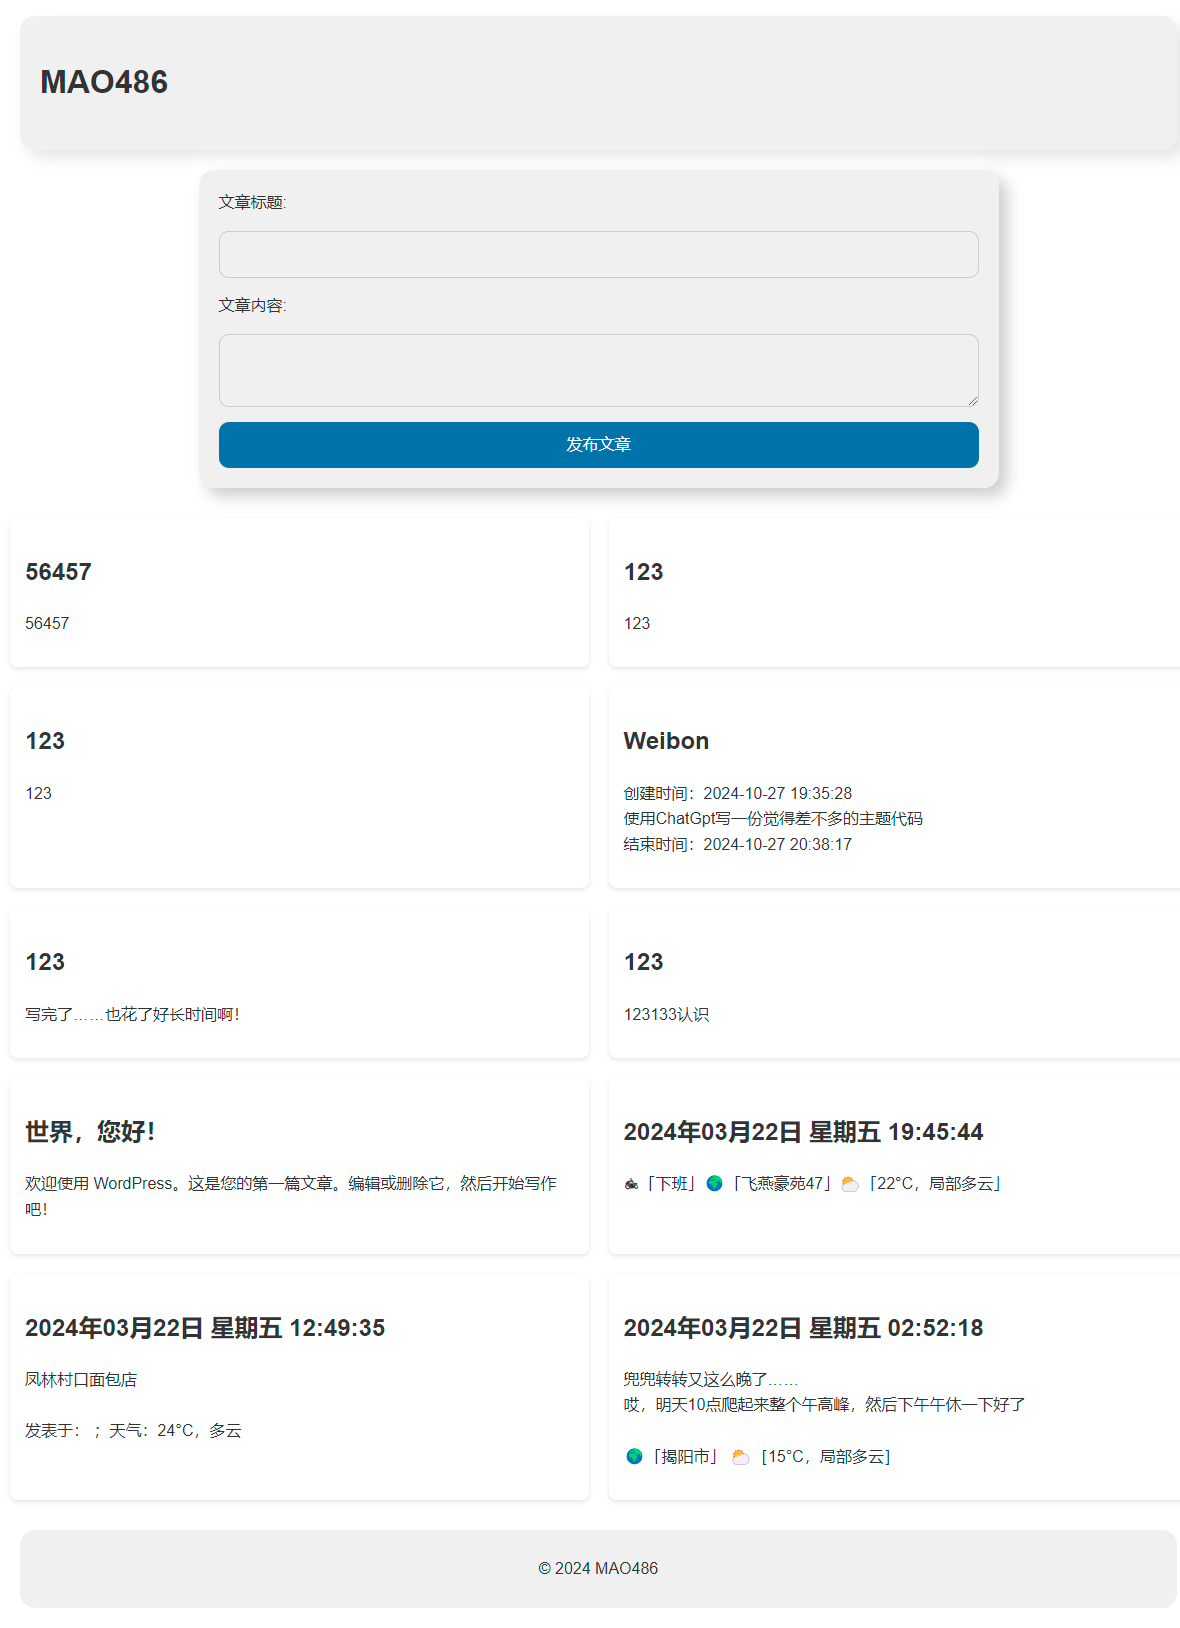 MAO486
文章标题:
文章内容:
发布文章
56457
56457
123
123
123
123
Weibon
创建时间：2024-10-27 19:35:28
使用ChatGpt写一份觉得差不多的主题代码
结束时间：2024-10-27 20:38:17
123
写完了……也花了好长时间啊！
123
123133认识
世界，您好！
欢迎使用 WordPress。这是您的第一篇文章。编辑或删除它，然后开始写作
吧！
2024年03月22日 星期五 19:45:44
🏍「下班」🌍「飞燕豪苑47」⛅「22°C，局部多云」
2024年03月22日 星期五 12:49:35
凤林村口面包店
发表于： ；天气：24°C，多云
2024年03月22日 星期五 02:52:18
兜兜转转又这么晚了……
哎，明天10点爬起来整个午高峰，然后下午午休一下好了
🌍「揭阳市」 ⛅［15°C，局部多云］
© 2024 MAO486